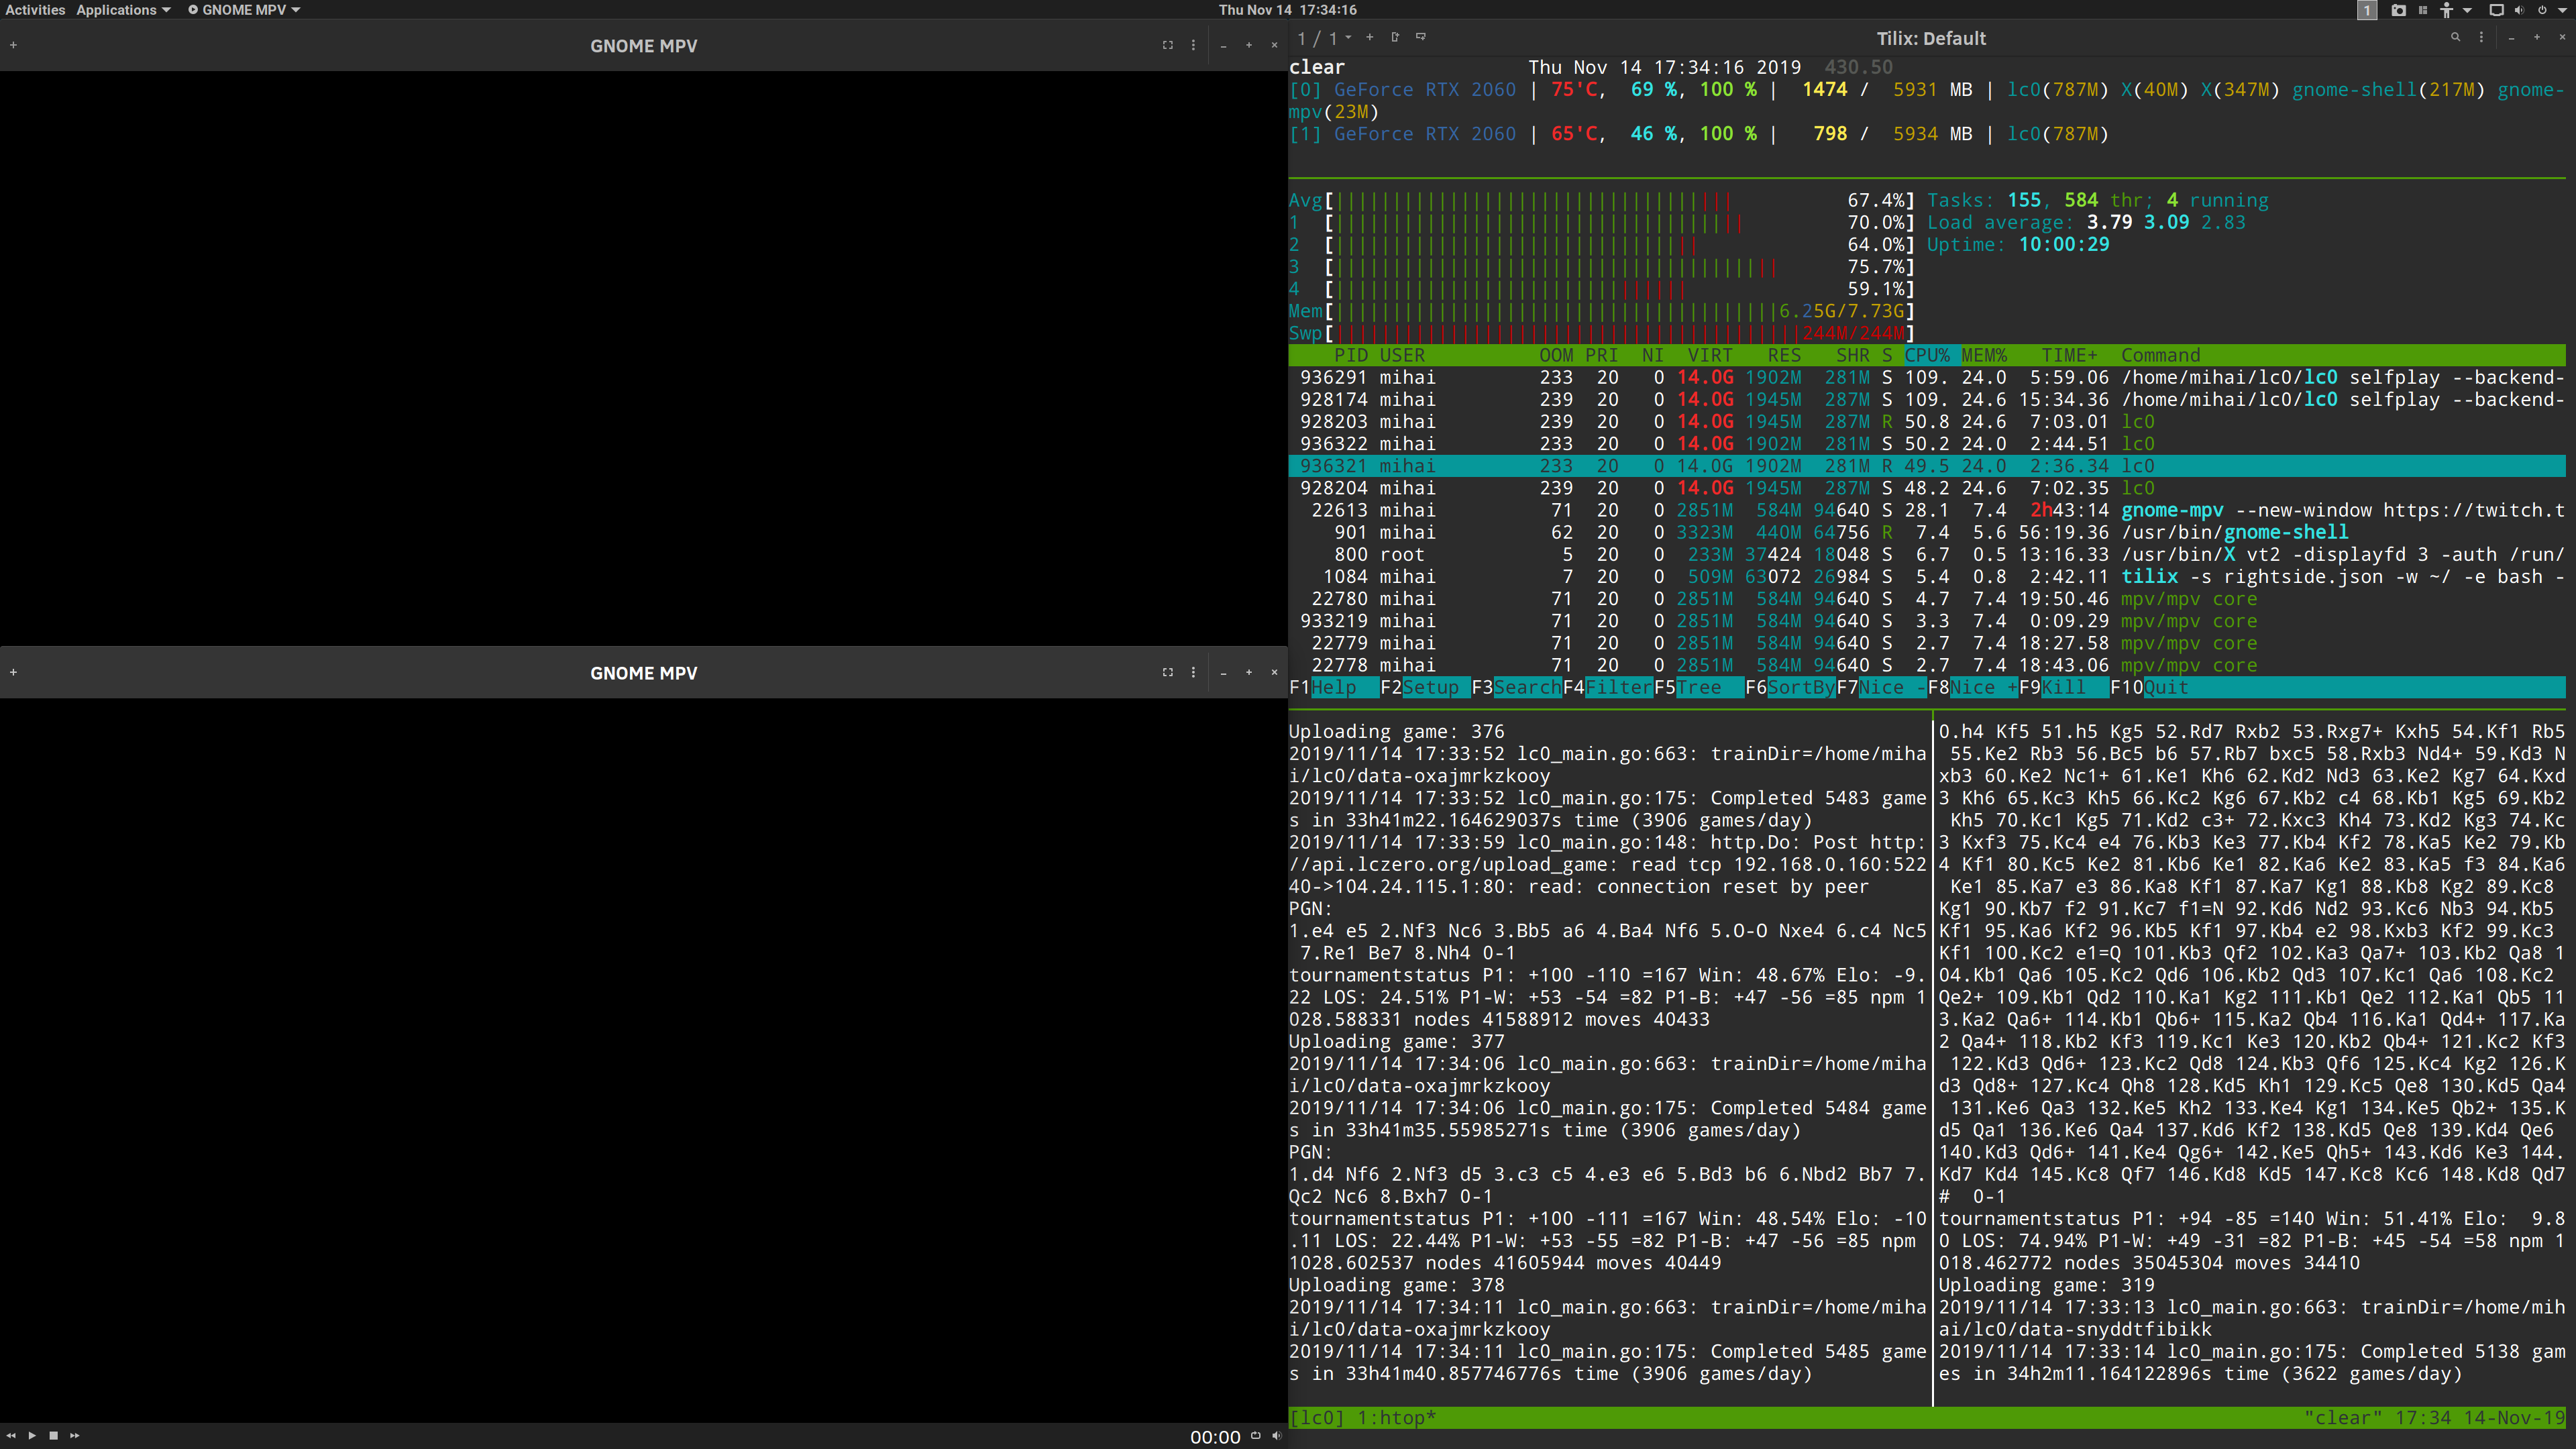 Activities Applications GNOME MPV Thu Nov 14 17:34:16 1
GNOME MPV
GNOME MPV
00:00
1 / 1 Tilix: Default
clear Thu Nov 14 17:34:16 2019 430.50
[0] GeForce RTX 2060 | 75'C, 69 %, 100 % | 1474 / 5931 MB | lc0(787M) X(40M) X(347M) gnome-shell(217M) gnome-
mpv(23M)
[1] GeForce RTX 2060 | 65'C, 46 %, 100 % | 798 / 5934 MB | lc0(787M)
Avg[ 67.4%] Tasks: 155, 584 thr; 4 running
1 [ 70.0%] Load average: 3.79 3.09 2.83
2 [ 64.0%] Uptime: 10:00:29
3 [ 75.7%]
4 [ 59.1%]
Mem[ 6.25G/7.73G]
Swp[ 244M/244M]
PID USER OOM PRI NI VIRT RES SHR S CPU% MEM% TIME+ Command
936291 mihai 233 20 0 14.0G 1902M 281M S 109. 24.0 5:59.06 /home/mihai/lc0/lc0 selfplay --backend-
928174 mihai 239 20 0 14.0G 1945M 287M S 109. 24.6 15:34.36 /home/mihai/lc0/lc0 selfplay --backend-
928203 mihai 239 20 0 14.0G 1945M 287M R 50.8 24.6 7:03.01 lc0
936322 mihai 233 20 0 14.0G 1902M 281M S 50.2 24.0 2:44.51 lc0
936321 mihai 233 20 0 14.0G 1902M 281M R 49.5 24.0 2:36.34 lc0
928204 mihai 239 20 0 14.0G 1945M 287M S 48.2 24.6 7:02.35 lc0
22613 mihai 71 20 0 2851M 584M 94640 S 28.1 7.4 2h43:14 gnome-mpv --new-window https://twitch.t
901 mihai 62 20 0 3323M 440M 64756 R 7.4 5.6 56:19.36 /usr/bin/gnome-shell
800 root 5 20 0 233M 37424 18048 S 6.7 0.5 13:16.33 /usr/bin/X vt2 -displayfd 3 -auth /run/
1084 mihai 7 20 0 509M 63072 26984 S 5.4 0.8 2:42.11 tilix -s rightside.json -w ~/ -e bash -
22780 mihai 71 20 0 2851M 584M 94640 S 4.7 7.4 19:50.46 mpv/mpv core
933219 mihai 71 20 0 2851M 584M 94640 S 3.3 7.4 0:09.29 mpv/mpv core
22779 mihai 71 20 0 2851M 584M 94640 S 2.7 7.4 18:27.58 mpv/mpv core
22778 mihai 71 20 0 2851M 584M 94640 S 2.7 7.4 18:43.06 mpv/mpv core
F1Help F2Setup F3SearchF4FilterF5Tree F6SortByF7Nice -F8Nice +F9Kill F10Quit
Uploading game: 376
2019/11/14 17:33:52 lc0_main.go:663: trainDir=/home/miha
i/lc0/data-oxajmrkzkooy
2019/11/14 17:33:52 lc0_main.go:175: Completed 5483 game
s in 33h41m22.164629037s time (3906 games/day)
2019/11/14 17:33:59 lc0_main.go:148: http.Do: Post http:
//api.lczero.org/upload_game: read tcp 192.168.0.160:522
40->104.24.115.1:80: read: connection reset by peer
PGN:
1.e4 e5 2.Nf3 Nc6 3.Bb5 a6 4.Ba4 Nf6 5.O-O Nxe4 6.c4 Nc5
7.Re1 Be7 8.Nh4 0-1
tournamentstatus P1: +100 -110 =167 Win: 48.67% Elo: -9.
22 LOS: 24.51% P1-W: +53 -54 =82 P1-B: +47 -56 =85 npm 1
028.588331 nodes 41588912 moves 40433
Uploading game: 377
2019/11/14 17:34:06 lc0_main.go:663: trainDir=/home/miha
i/lc0/data-oxajmrkzkooy
2019/11/14 17:34:06 lc0_main.go:175: Completed 5484 game
s in 33h41m35.55985271s time (3906 games/day)
PGN:
1.d4 Nf6 2.Nf3 d5 3.c3 c5 4.e3 e6 5.Bd3 b6 6.Nbd2 Bb7 7.
Qc2 Nc6 8.Bxh7 0-1
tournamentstatus P1: +100 -111 =167 Win: 48.54% Elo: -10
.11 LOS: 22.44% P1-W: +53 -55 =82 P1-B: +47 -56 =85 npm
1028.602537 nodes 41605944 moves 40449
Uploading game: 378
2019/11/14 17:34:11 lc0_main.go:663: trainDir=/home/miha
i/lc0/data-oxajmrkzkooy
2019/11/14 17:34:11 lc0_main.go:175: Completed 5485 game
s in 33h41m40.857746776s time (3906 games/day)
0.h4 Kf5 51.h5 Kg5 52.Rd7 Rxb2 53.Rxg7+ Kxh5 54.Kf1 Rb5
55.Ke2 Rb3 56.Bc5 b6 57.Rb7 bxc5 58.Rxb3 Nd4+ 59.Kd3 N
xb3 60.Ke2 Nc1+ 61.Ke1 Kh6 62.Kd2 Nd3 63.Ke2 Kg7 64.Kxd
3 Kh6 65.Kc3 Kh5 66.Kc2 Kg6 67.Kb2 c4 68.Kb1 Kg5 69.Kb2
Kh5 70.Kc1 Kg5 71.Kd2 c3+ 72.Kxc3 Kh4 73.Kd2 Kg3 74.Kc
3 Kxf3 75.Kc4 e4 76.Kb3 Ke3 77.Kb4 Kf2 78.Ka5 Ke2 79.Kb
4 Kf1 80.Kc5 Ke2 81.Kb6 Ke1 82.Ka6 Ke2 83.Ka5 f3 84.Ka6
Ke1 85.Ka7 e3 86.Ka8 Kf1 87.Ka7 Kg1 88.Kb8 Kg2 89.Kc8
Kg1 90.Kb7 f2 91.Kc7 f1=N 92.Kd6 Nd2 93.Kc6 Nb3 94.Kb5
Kf1 95.Ka6 Kf2 96.Kb5 Kf1 97.Kb4 e2 98.Kxb3 Kf2 99.Kc3
Kf1 100.Kc2 e1=Q 101.Kb3 Qf2 102.Ka3 Qa7+ 103.Kb2 Qa8 1
04.Kb1 Qa6 105.Kc2 Qd6 106.Kb2 Qd3 107.Kc1 Qa6 108.Kc2
Qe2+ 109.Kb1 Qd2 110.Ka1 Kg2 111.Kb1 Qe2 112.Ka1 Qb5 11
3.Ka2 Qa6+ 114.Kb1 Qb6+ 115.Ka2 Qb4 116.Ka1 Qd4+ 117.Ka
2 Qa4+ 118.Kb2 Kf3 119.Kc1 Ke3 120.Kb2 Qb4+ 121.Kc2 Kf3
122.Kd3 Qd6+ 123.Kc2 Qd8 124.Kb3 Qf6 125.Kc4 Kg2 126.K
d3 Qd8+ 127.Kc4 Qh8 128.Kd5 Kh1 129.Kc5 Qe8 130.Kd5 Qa4
131.Ke6 Qa3 132.Ke5 Kh2 133.Ke4 Kg1 134.Ke5 Qb2+ 135.K
d5 Qa1 136.Ke6 Qa4 137.Kd6 Kf2 138.Kd5 Qe8 139.Kd4 Qe6
140.Kd3 Qd6+ 141.Ke4 Qg6+ 142.Ke5 Qh5+ 143.Kd6 Ke3 144.
Kd7 Kd4 145.Kc8 Qf7 146.Kd8 Kd5 147.Kc8 Kc6 148.Kd8 Qd7
# 0-1
tournamentstatus P1: +94 -85 =140 Win: 51.41% Elo: 9.8
0 LOS: 74.94% P1-W: +49 -31 =82 P1-B: +45 -54 =58 npm 1
018.462772 nodes 35045304 moves 34410
Uploading game: 319
2019/11/14 17:33:13 lc0_main.go:663: trainDir=/home/mih
ai/lc0/data-snyddtfibikk
2019/11/14 17:33:14 lc0_main.go:175: Completed 5138 gam
es in 34h2m11.164122896s time (3622 games/day)
[lc0] 1:htop* "clear" 17:34 14-Nov-19